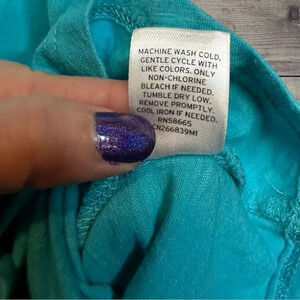 MACHINE WASH COLD,
GENTLE CYCLE WITH
LIKE COLORS. ONLY
NON-CHLORINE
BLEACH IF NEEDED.
TUMBLE DRY LOW.
REMOVE PROMPTLY.
COOL IRON IF NEEDED.
RN58665
CN266839MI